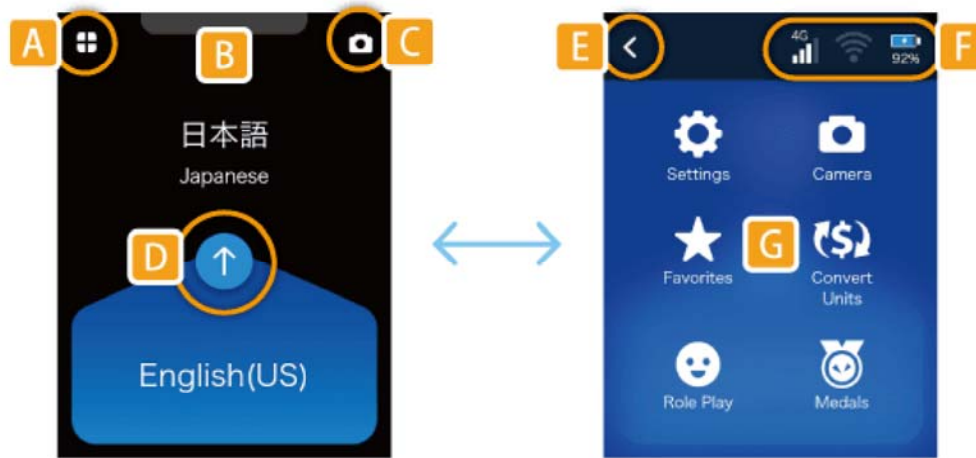 A
B
C
日本語
Japanese
D
English(US)
E
4G
92%
F
Settings
Camera
Favorites
G
Convert
Units
Role Play
Medals